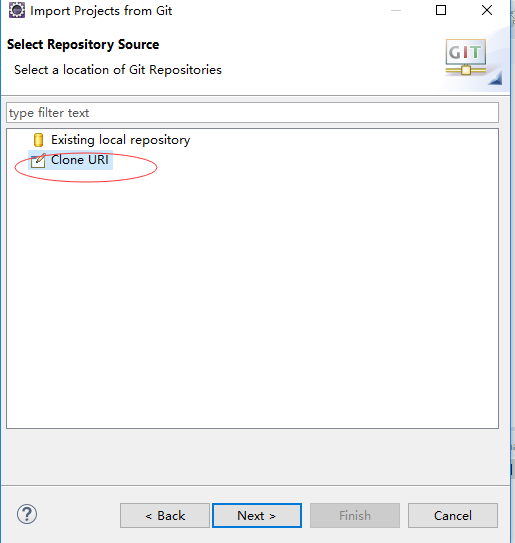 Import Projects from Git
Select Repository Source
Select a location of Git Repositories
GIT
type filter text
Existing local repository
Clone URI
< Back
Next >
Finish
Cancel